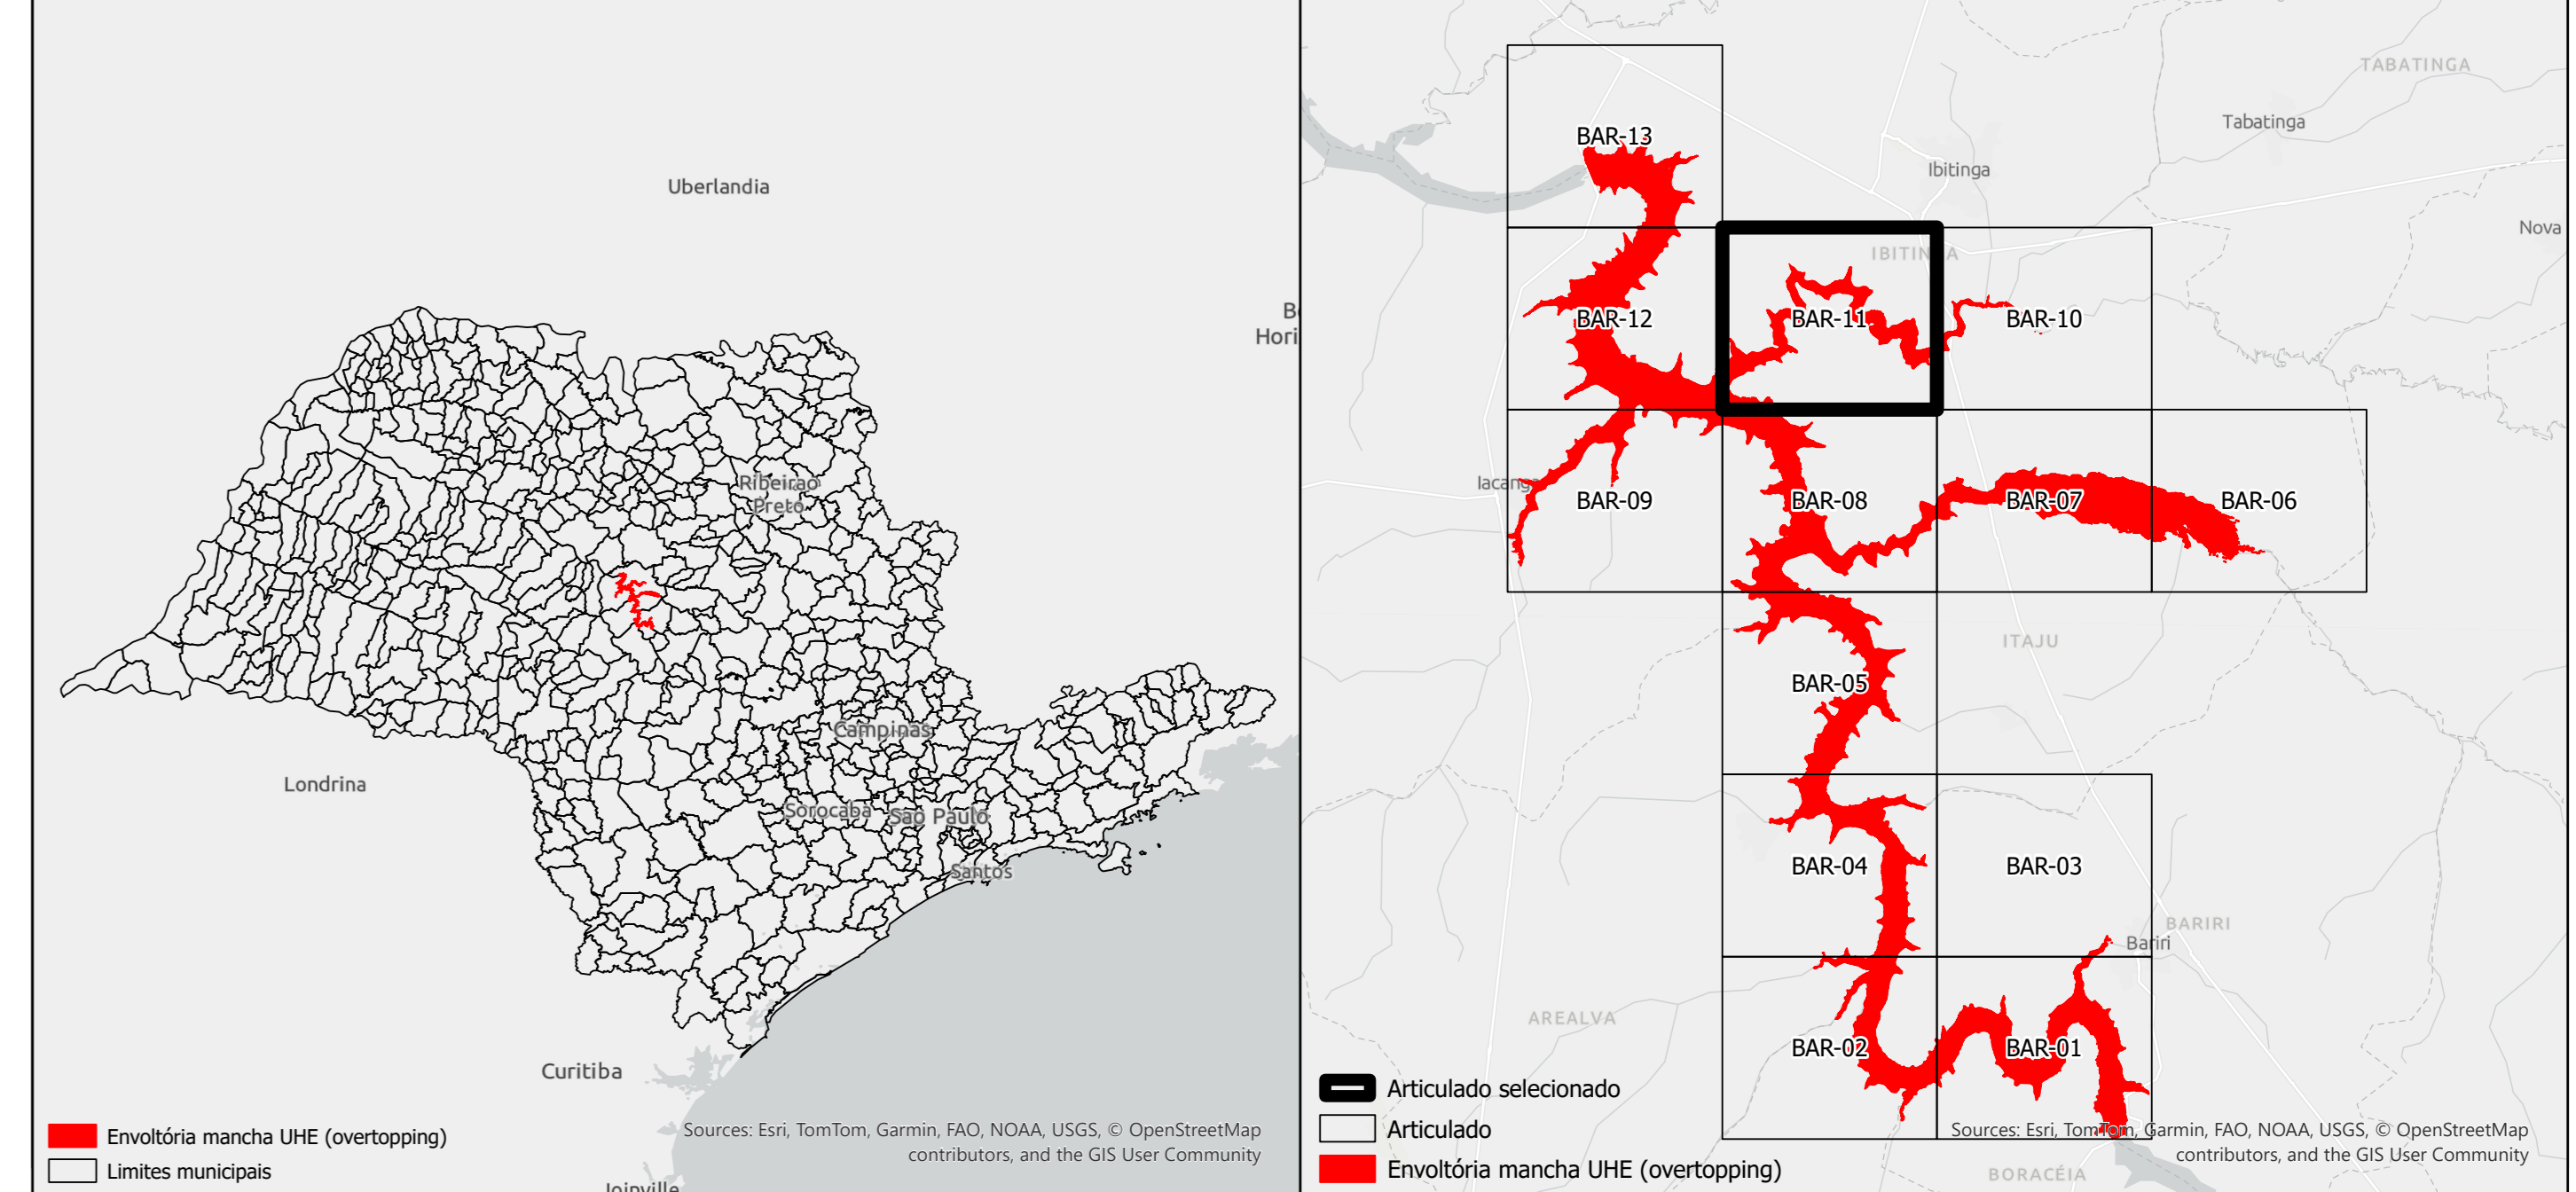 Uberlandia
Be
Hori
Ribeirao
Preto
Campinas
Londrina
Sorocaba
Sao Paulo
Santos
Curitiba
Joinville
Envoltória mancha UHE (overtopping)
Limites municipais
Sources: Esri, TomTom, Garmin, FAO, NOAA, USGS, © OpenStreetMap
contributors, and the GIS User Community
TABATINGA
Tabatinga
BAR-13
Ibitinga
Nova
IBITINGA
BAR-12
BAR-11
BAR-10
Iacanga
BAR-09
BAR-08
BAR-07
BAR-06
ITAJU
BAR-05
BAR-04
BAR-03
BARIRI
Bariri
AREALVA
BAR-02
BAR-01
BORACÉIA
Articulado selecionado
Articulado
Envoltória mancha UHE (overtopping)
Sources: Esri, TomTom, Garmin, FAO, NOAA, USGS, © OpenStreetMap
contributors, and the GIS User Community